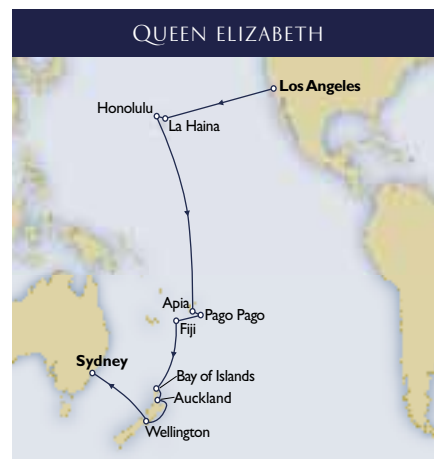 QUEEN ELIZABETH
Los Angeles
Honolulu
La Haina
Apia
Pago Pago
Fiji
Sydney
Bay of Islands
Auckland
Wellington